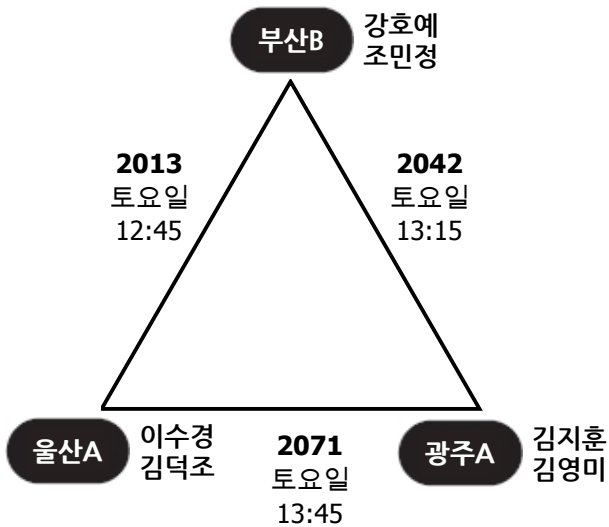 부산B
강호예
조민정
2013
토요일
12:45
2042
토요일
13:15
울산A
이수경
김덕조
2071
토요일
13:45
광주A
김지훈
김영미